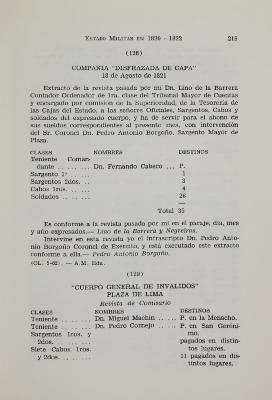 ESTADO MILITAR EN 1820 - 1822 215
(128)
COMPAÑIA "DISFRAZADA DE CAPA"
18 de Agosto de 1821
Extracto de la revista pasada por mi Dn. Lino de la Barrera
Contador Ordenador de 1ra. clase del Tribunal Mayor de Cuentas
y encargado por comisión de la Superioridad, de la Tesorería de
las Cajas del Estado, a los señores Oficiales, Sargentos, Cabos y
soldados del expresado cuerpo, y ha de servir para el abono de
sus sueldos correspondientes al presente mes, con intervención
del Sr. Coronel Dn. Pedro Antonio Borgoño, Sargento Mayor de
Plaza.
CLASES NOMBRES DESTINOS
Teniente Coman-
dante .. .. .. .. Dn. Fernando Cabero ... P.
Sargento 1º .. .. ... 1
Sargentos 2dos. .. 3
Cabos 1ros. .. .. 4
Soldados .. .. .. .. 26
Total 35
Es conforme a la revista pasada por mi en el paraje, día, mes
y año expresados.— Lino de la Barrera y Negreiros.
Intervine en esta revista yo el infrascripto Dn. Pedro Anto-
nio Borgoño Coronel de Exercito, y está executado este extracto
conforme a ella.— Pedro Antonio Borgoño.
(OL. 5-62). — A.M. Hda.
(129)
"CUERPO GENERAL DE INVALIDOS"
PLAZA DE LIMA
Revista de Comisario
CLASES NOMBRES DESTINOS
Teniente .. .. .. .. Dn. Miguel Machin .. ... P. en la Menacho.
Teniente .. .. .. .. Dn. Pedro Cornejo .. ... P. en San Geróni-
mo.
Sargentos 1ros. y
2dos. .. .. .. .. pagados en distin-
tos lugares.
Siete Cabos 1ros.
y 2dos. .. .. .. .. 11 pagados en dis-
tintos lugares.